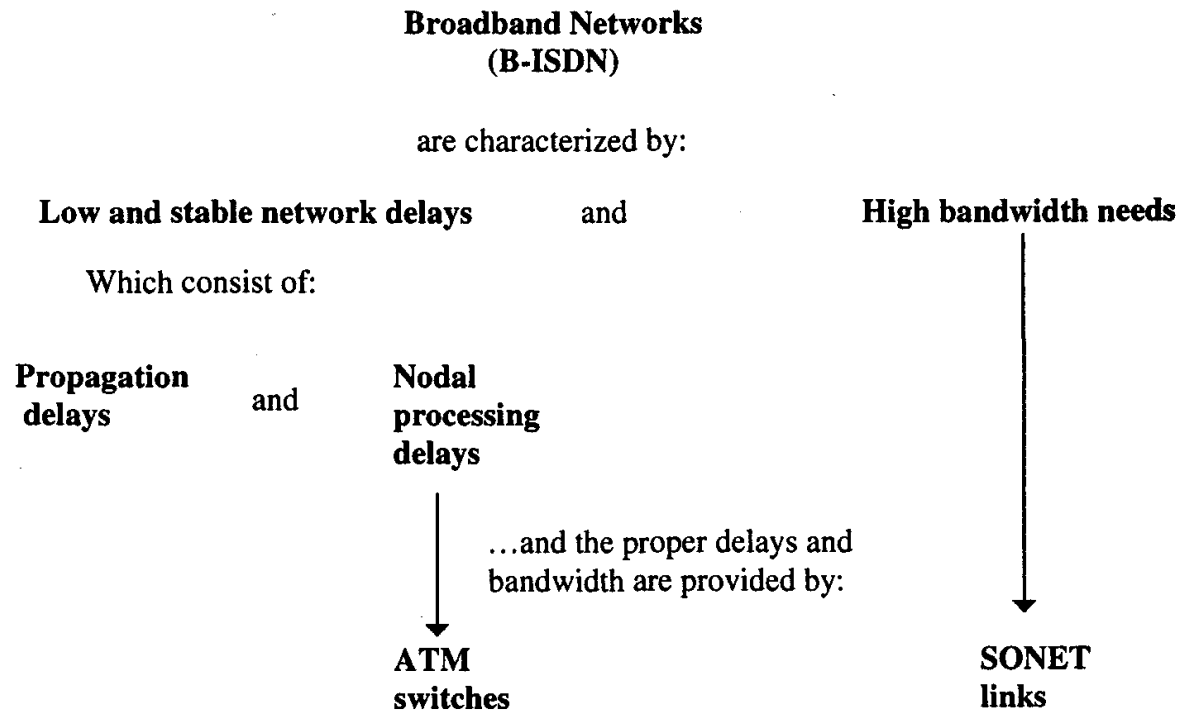 Broadband Networks
(B-ISDN)
are characterized by:
Low and stable network delays and High bandwidth needs
Which consist of:
Propagation
delays
and
Nodal
processing
delays
…and the proper delays and
bandwidth are provided by:
ATM
switches
SONET
links